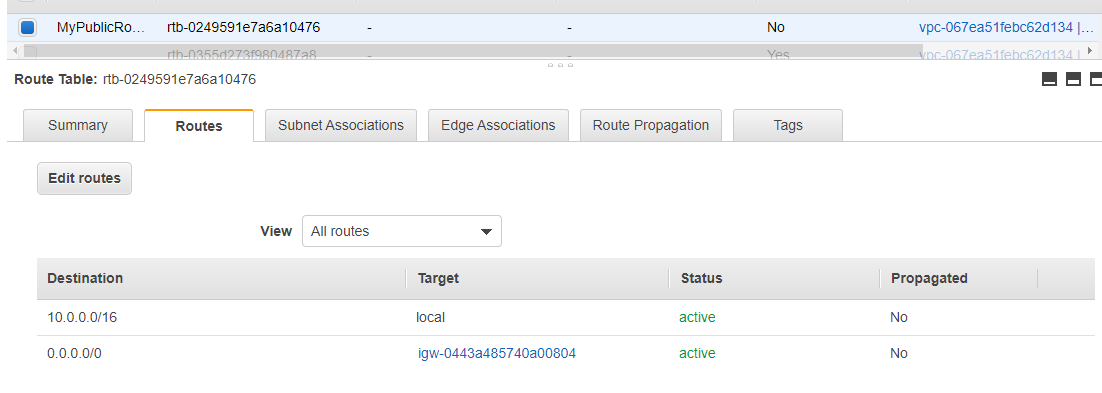 MyPublicRo... rtb-0249591e7a6a10476 - - No vpc-067ea51febc62d134 |...
rtb-0355d273f980487a8 Yes vpc-067ea51febc62d134 |...
Route Table: rtb-0249591e7a6a10476
Summary Routes Subnet Associations Edge Associations Route Propagation Tags
Edit routes
View All routes
Destination Target Status Propagated
10.0.0.0/16 local active No
0.0.0.0/0 igw-0443a485740a00804 active No